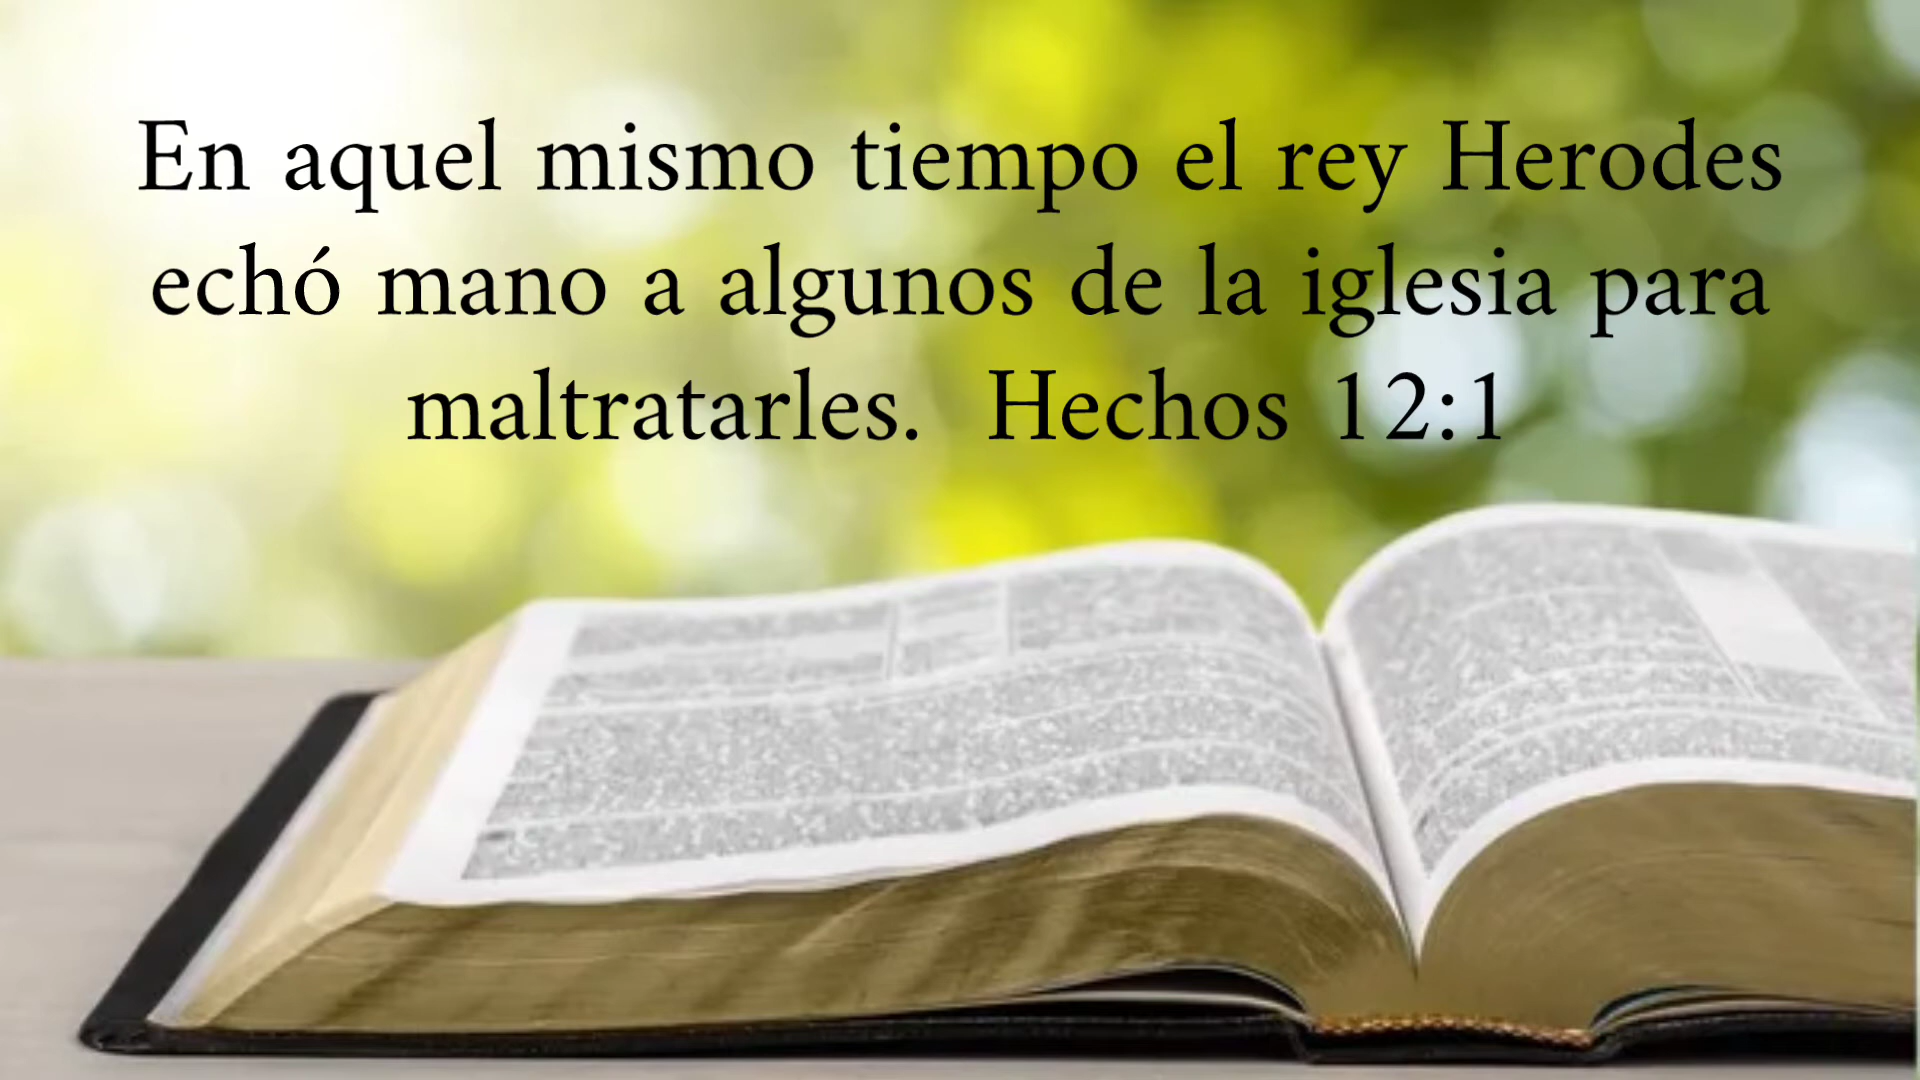 En aquel mismo tiempo el rey Herodes
echó mano a algunos de la iglesia para
maltratarles.  Hechos 12:1